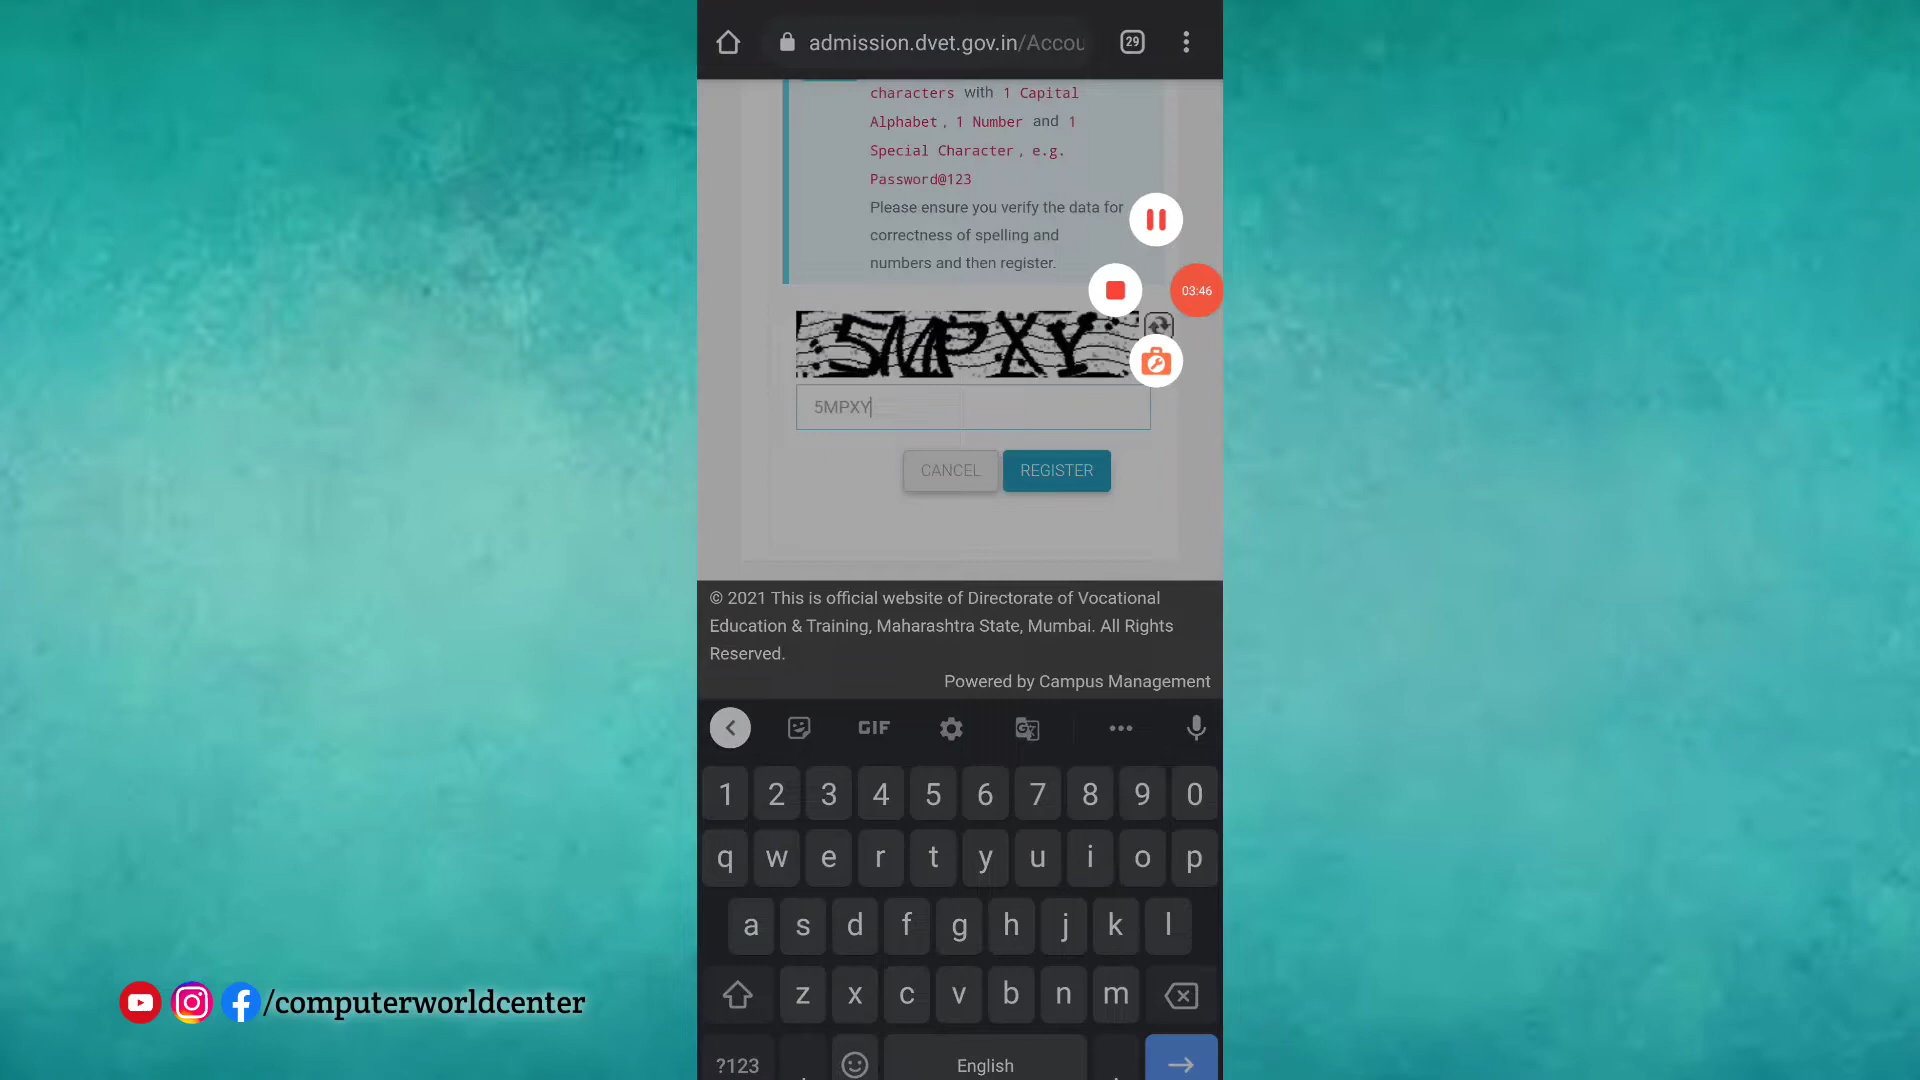 admission.dvet.gov.in/Accou
29
characters with 1 Capital
Alphabet, 1 Number and 1
Special Character, e.g.
Password@123
Please ensure you verify the data for
correctness of spelling and
numbers and then register.
03:46
5MPXY
5MPXY
CANCEL
REGISTER
© 2021 This is official website of Directorate of Vocational
Education & Training, Maharashtra State, Mumbai. All Rights
Reserved.
Powered by Campus Management
GIF
1 2 3 4 5 6 7 8 9 0
q w e r t y u i o p
a s d f g h j k l
z x c v b n m
?123
English
/computerworldcenter